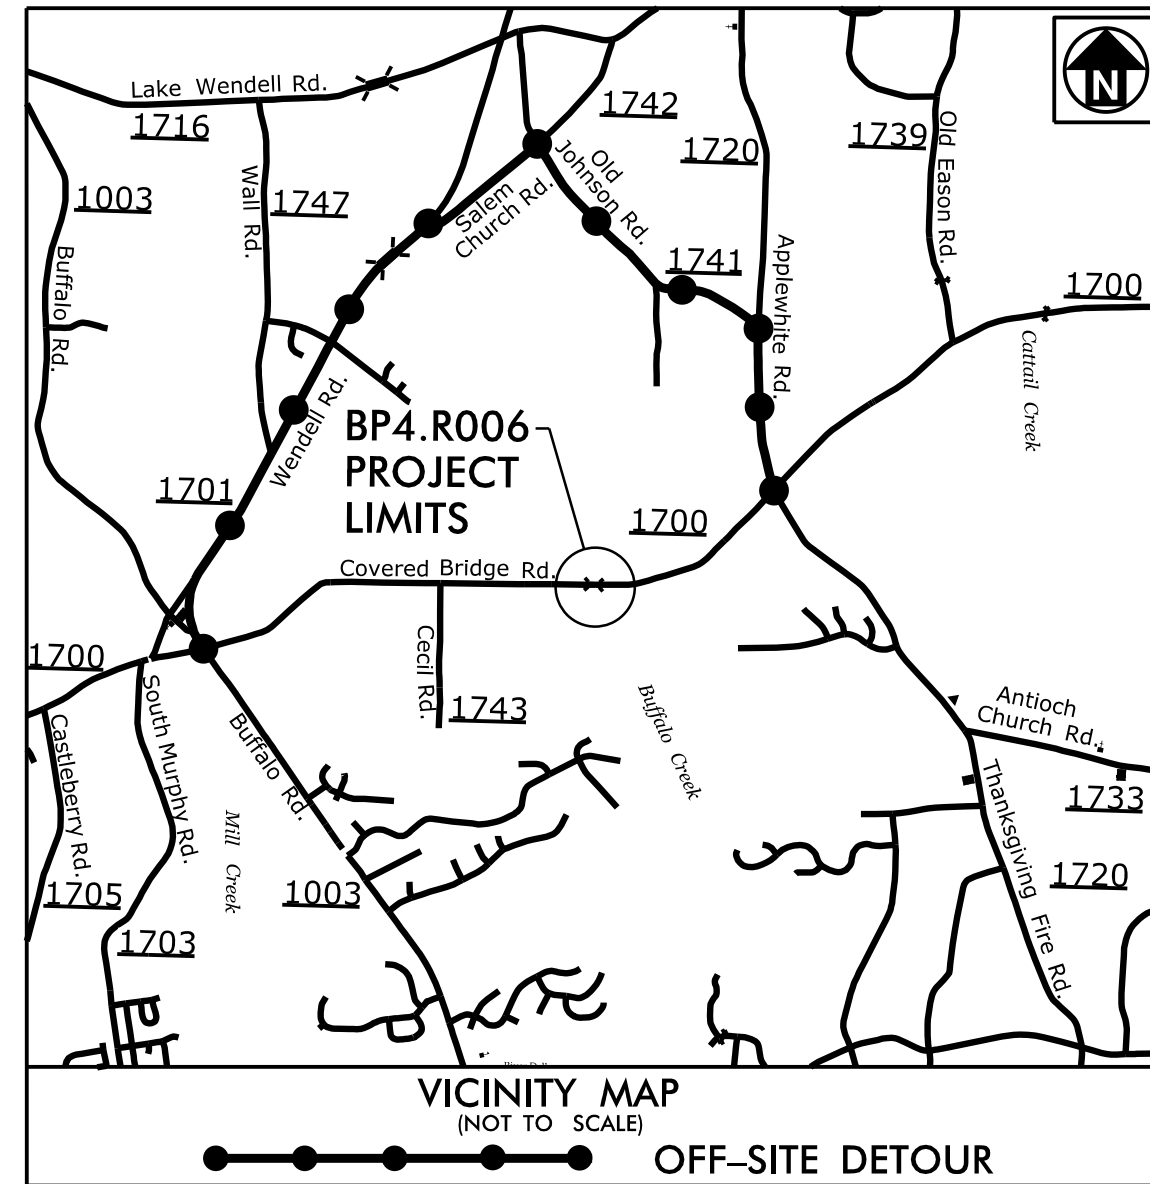 N
Lake Wendell Rd.
1716
1742
1720
1739
Old Eason Rd.
1003
Wall Rd.
1747
Salem
Church Rd.
Old
Johnson Rd.
1741
Applewhite Rd.
1700
Buffalo Rd.
Cattail Creek
Wendell Rd.
BP4.R006
PROJECT
LIMITS
1701
1700
Covered Bridge Rd.
1700
Cecil Rd.
1743
South Murphy Rd.
Buffalo Rd.
Buffalo Creek
Castleberry Rd.
Mill Creek
Antioch
Church Rd.
Thanksgiving Fire Rd.
1733
1720
1705
1003
1703
VICINITY MAP
(NOT TO SCALE)
OFF-SITE DETOUR